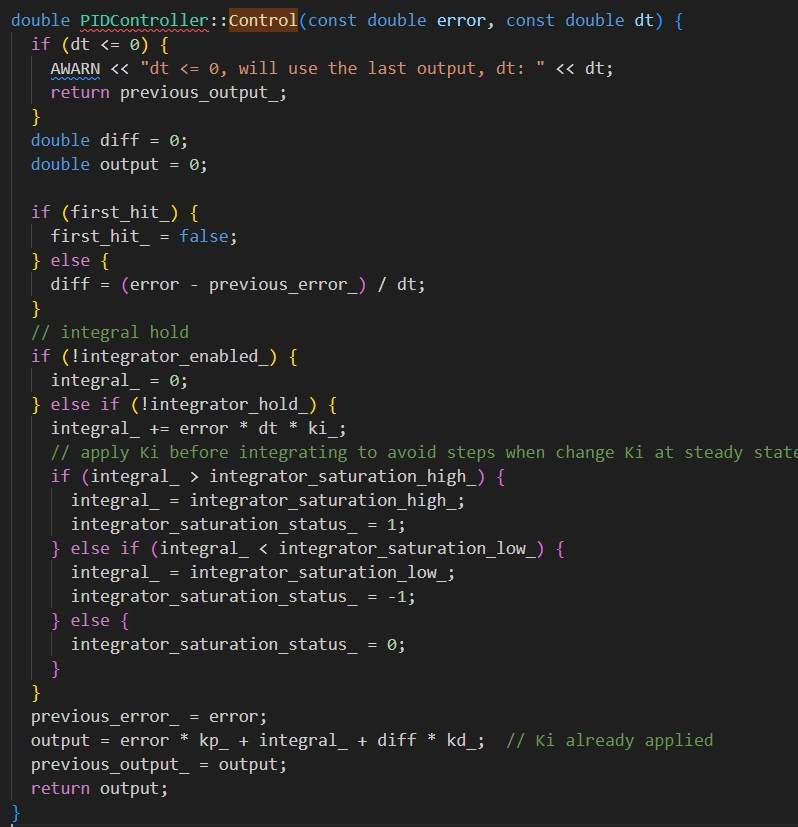 double PIDController::Control(const double error, const double dt) {
  if (dt <= 0) {
    AWARN << "dt <= 0, will use the last output, dt: " << dt;
    return previous_output_;
  }
  double diff = 0;
  double output = 0;

  if (first_hit_) {
    first_hit_ = false;
  } else {
    diff = (error - previous_error_) / dt;
  }
  // integral hold
  if (!integrator_enabled_) {
    integral_ = 0;
  } else if (!integrator_hold_) {
    integral_ += error * dt * ki_;
    // apply Ki before integrating to avoid steps when change Ki at steady state
    if (integral_ > integrator_saturation_high_) {
      integral_ = integrator_saturation_high_;
      integrator_saturation_status_ = 1;
    } else if (integral_ < integrator_saturation_low_) {
      integral_ = integrator_saturation_low_;
      integrator_saturation_status_ = -1;
    } else {
      integrator_saturation_status_ = 0;
    }
  }
  previous_error_ = error;
  output = error * kp_ + integral_ + diff * kd_;  // Ki already applied
  previous_output_ = output;
  return output;
}